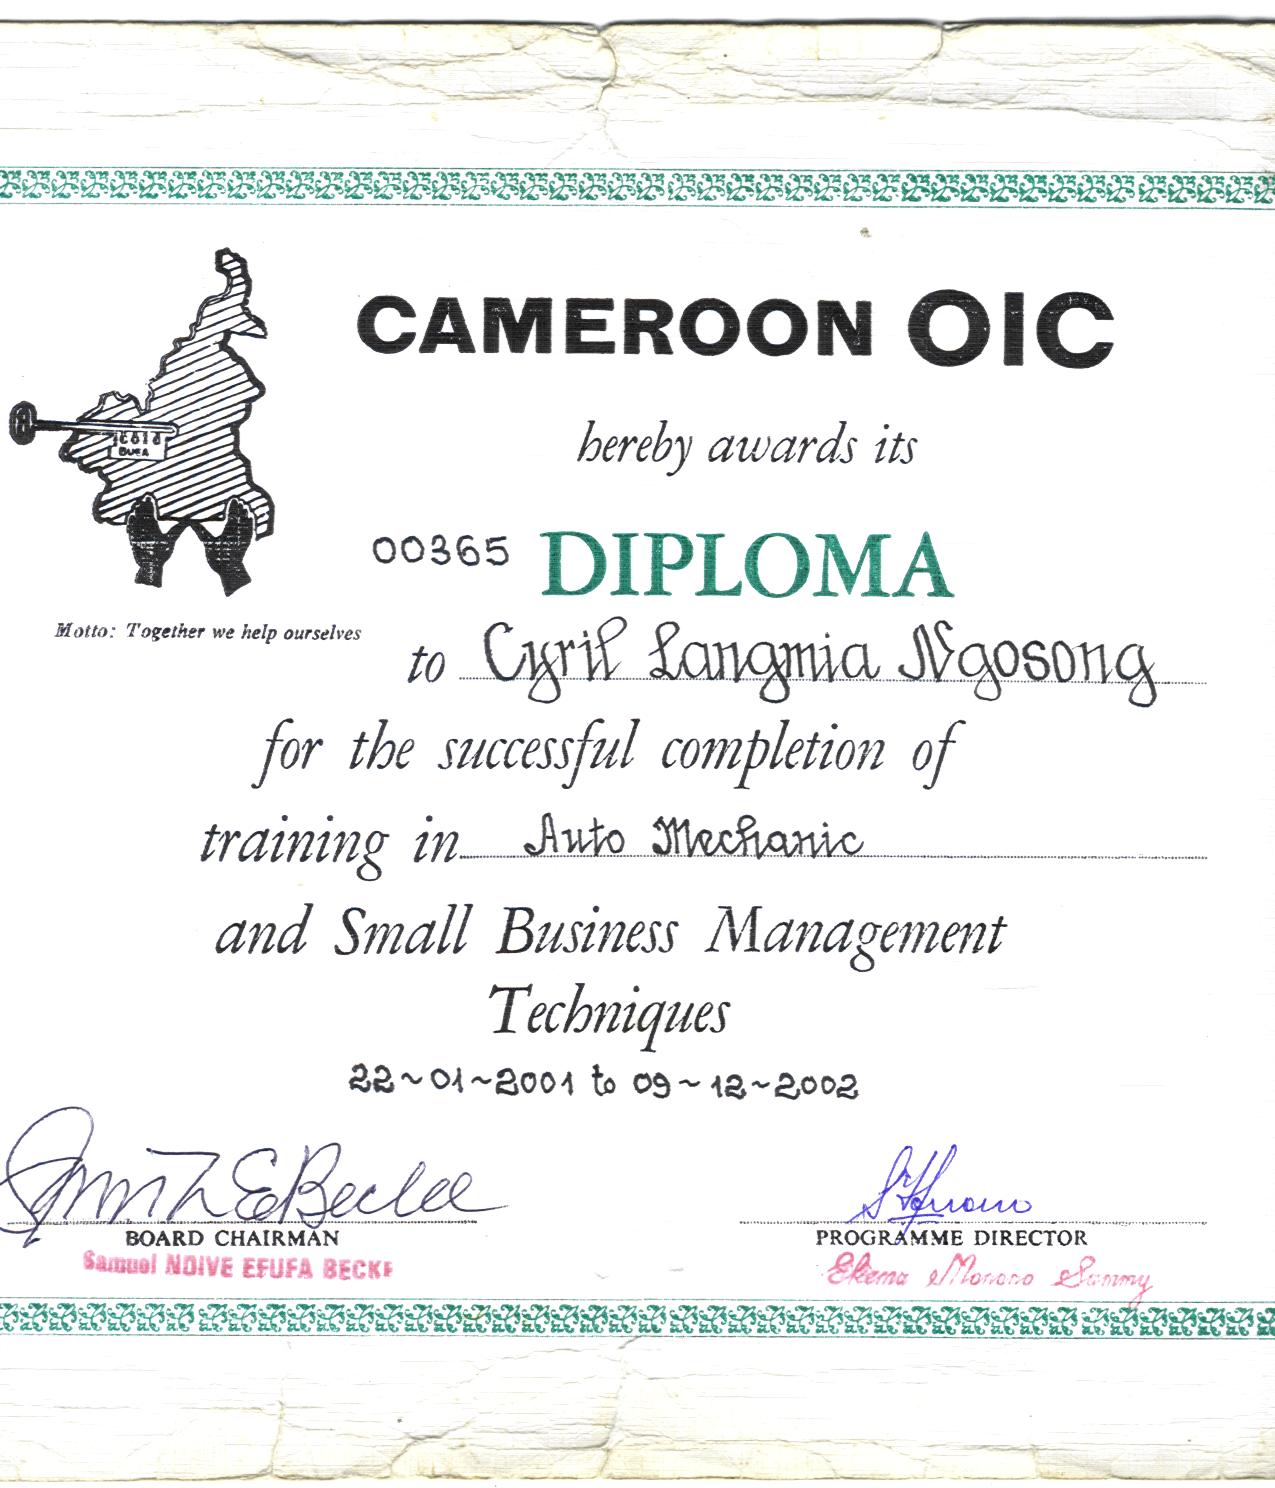 CAMEROON OIC
hereby awards its
00365 DIPLOMA
BUEA
Motto: Together we help ourselves
to Cyril Langmia Ngosong
for the successful completion of
training in Auto Mechanic
and Small Business Management
Techniques
22~01~2001 to 09~12~2002
BOARD CHAIRMAN
Samuel NDIVE EFUFA BECKE
PROGRAMME DIRECTOR
Ekema Monono Sammy